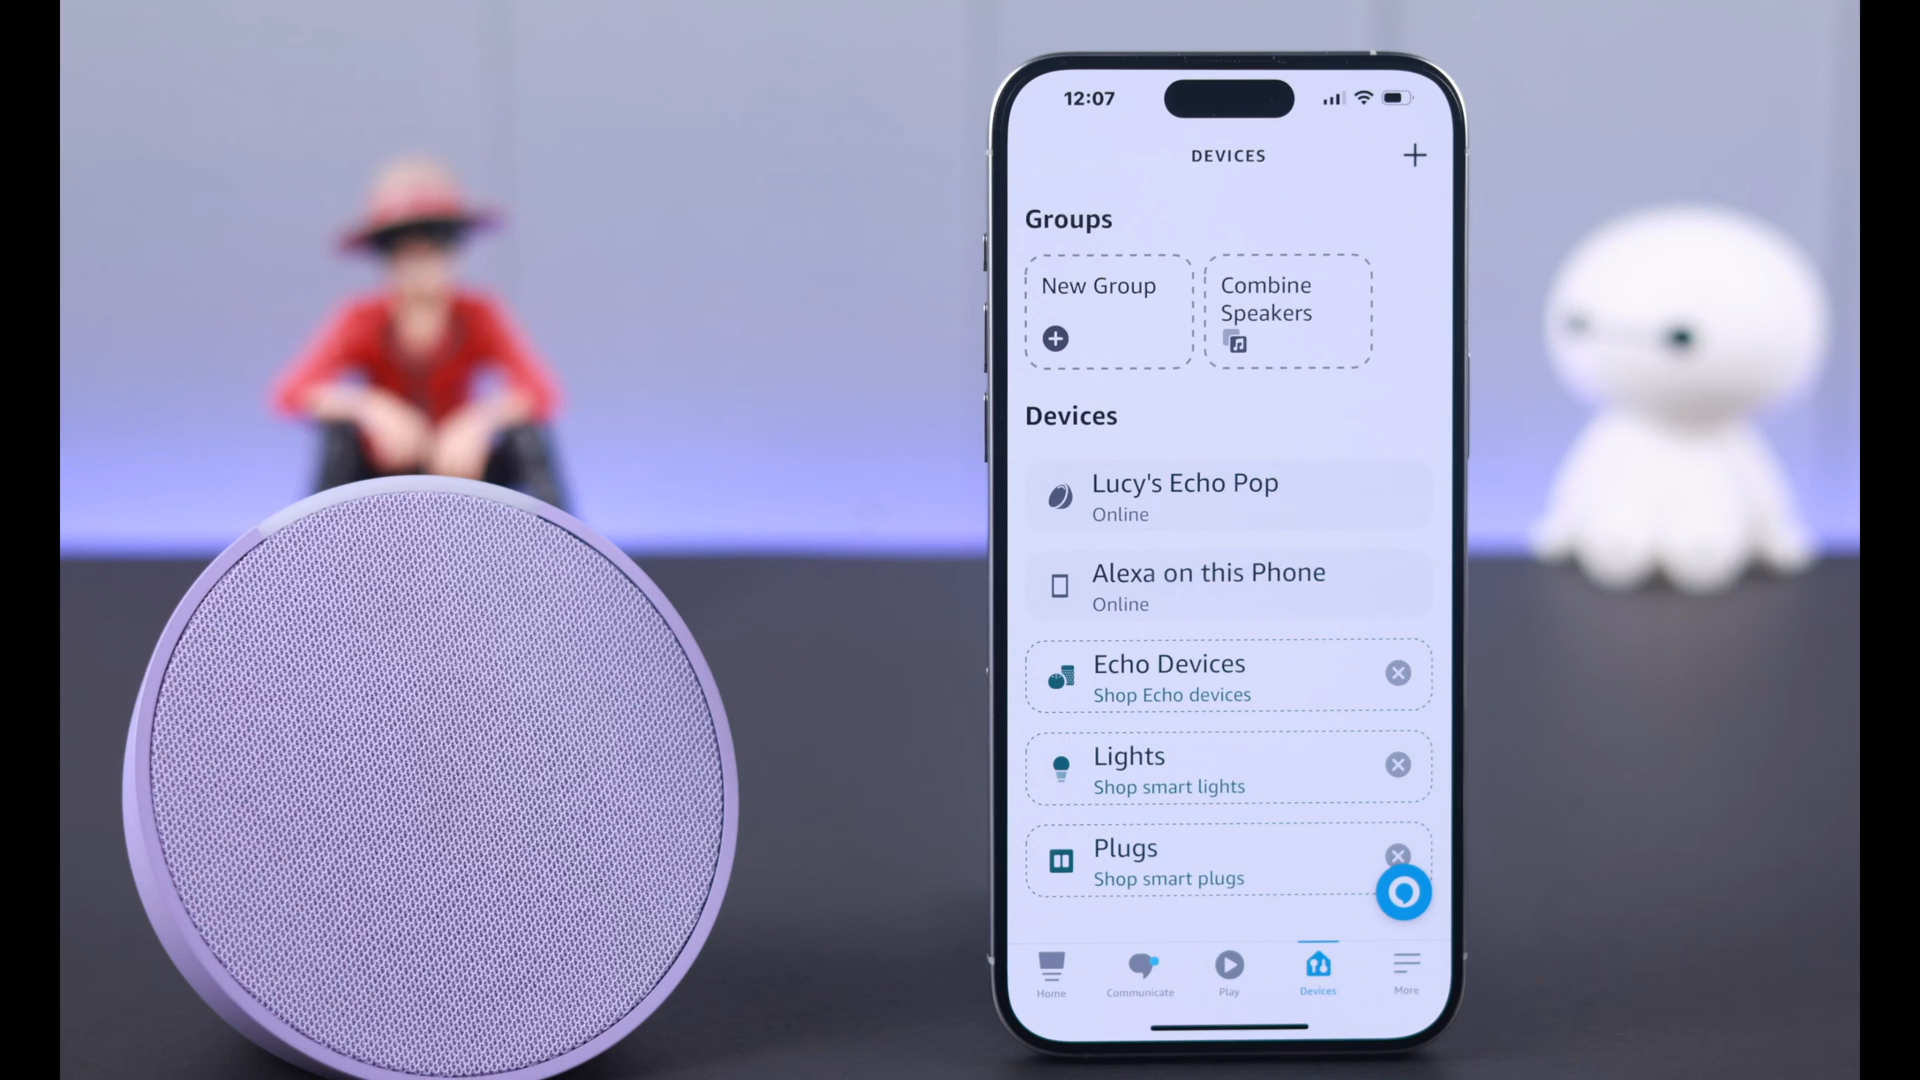 12:07
DEVICES
Groups
New Group
Combine
Speakers
Devices
Lucy's Echo Pop
Online
Alexa on this Phone
Online
Echo Devices
Shop Echo devices
Lights
Shop smart lights
Plugs
Shop smart plugs
Home
Communicate
Play
Devices
More